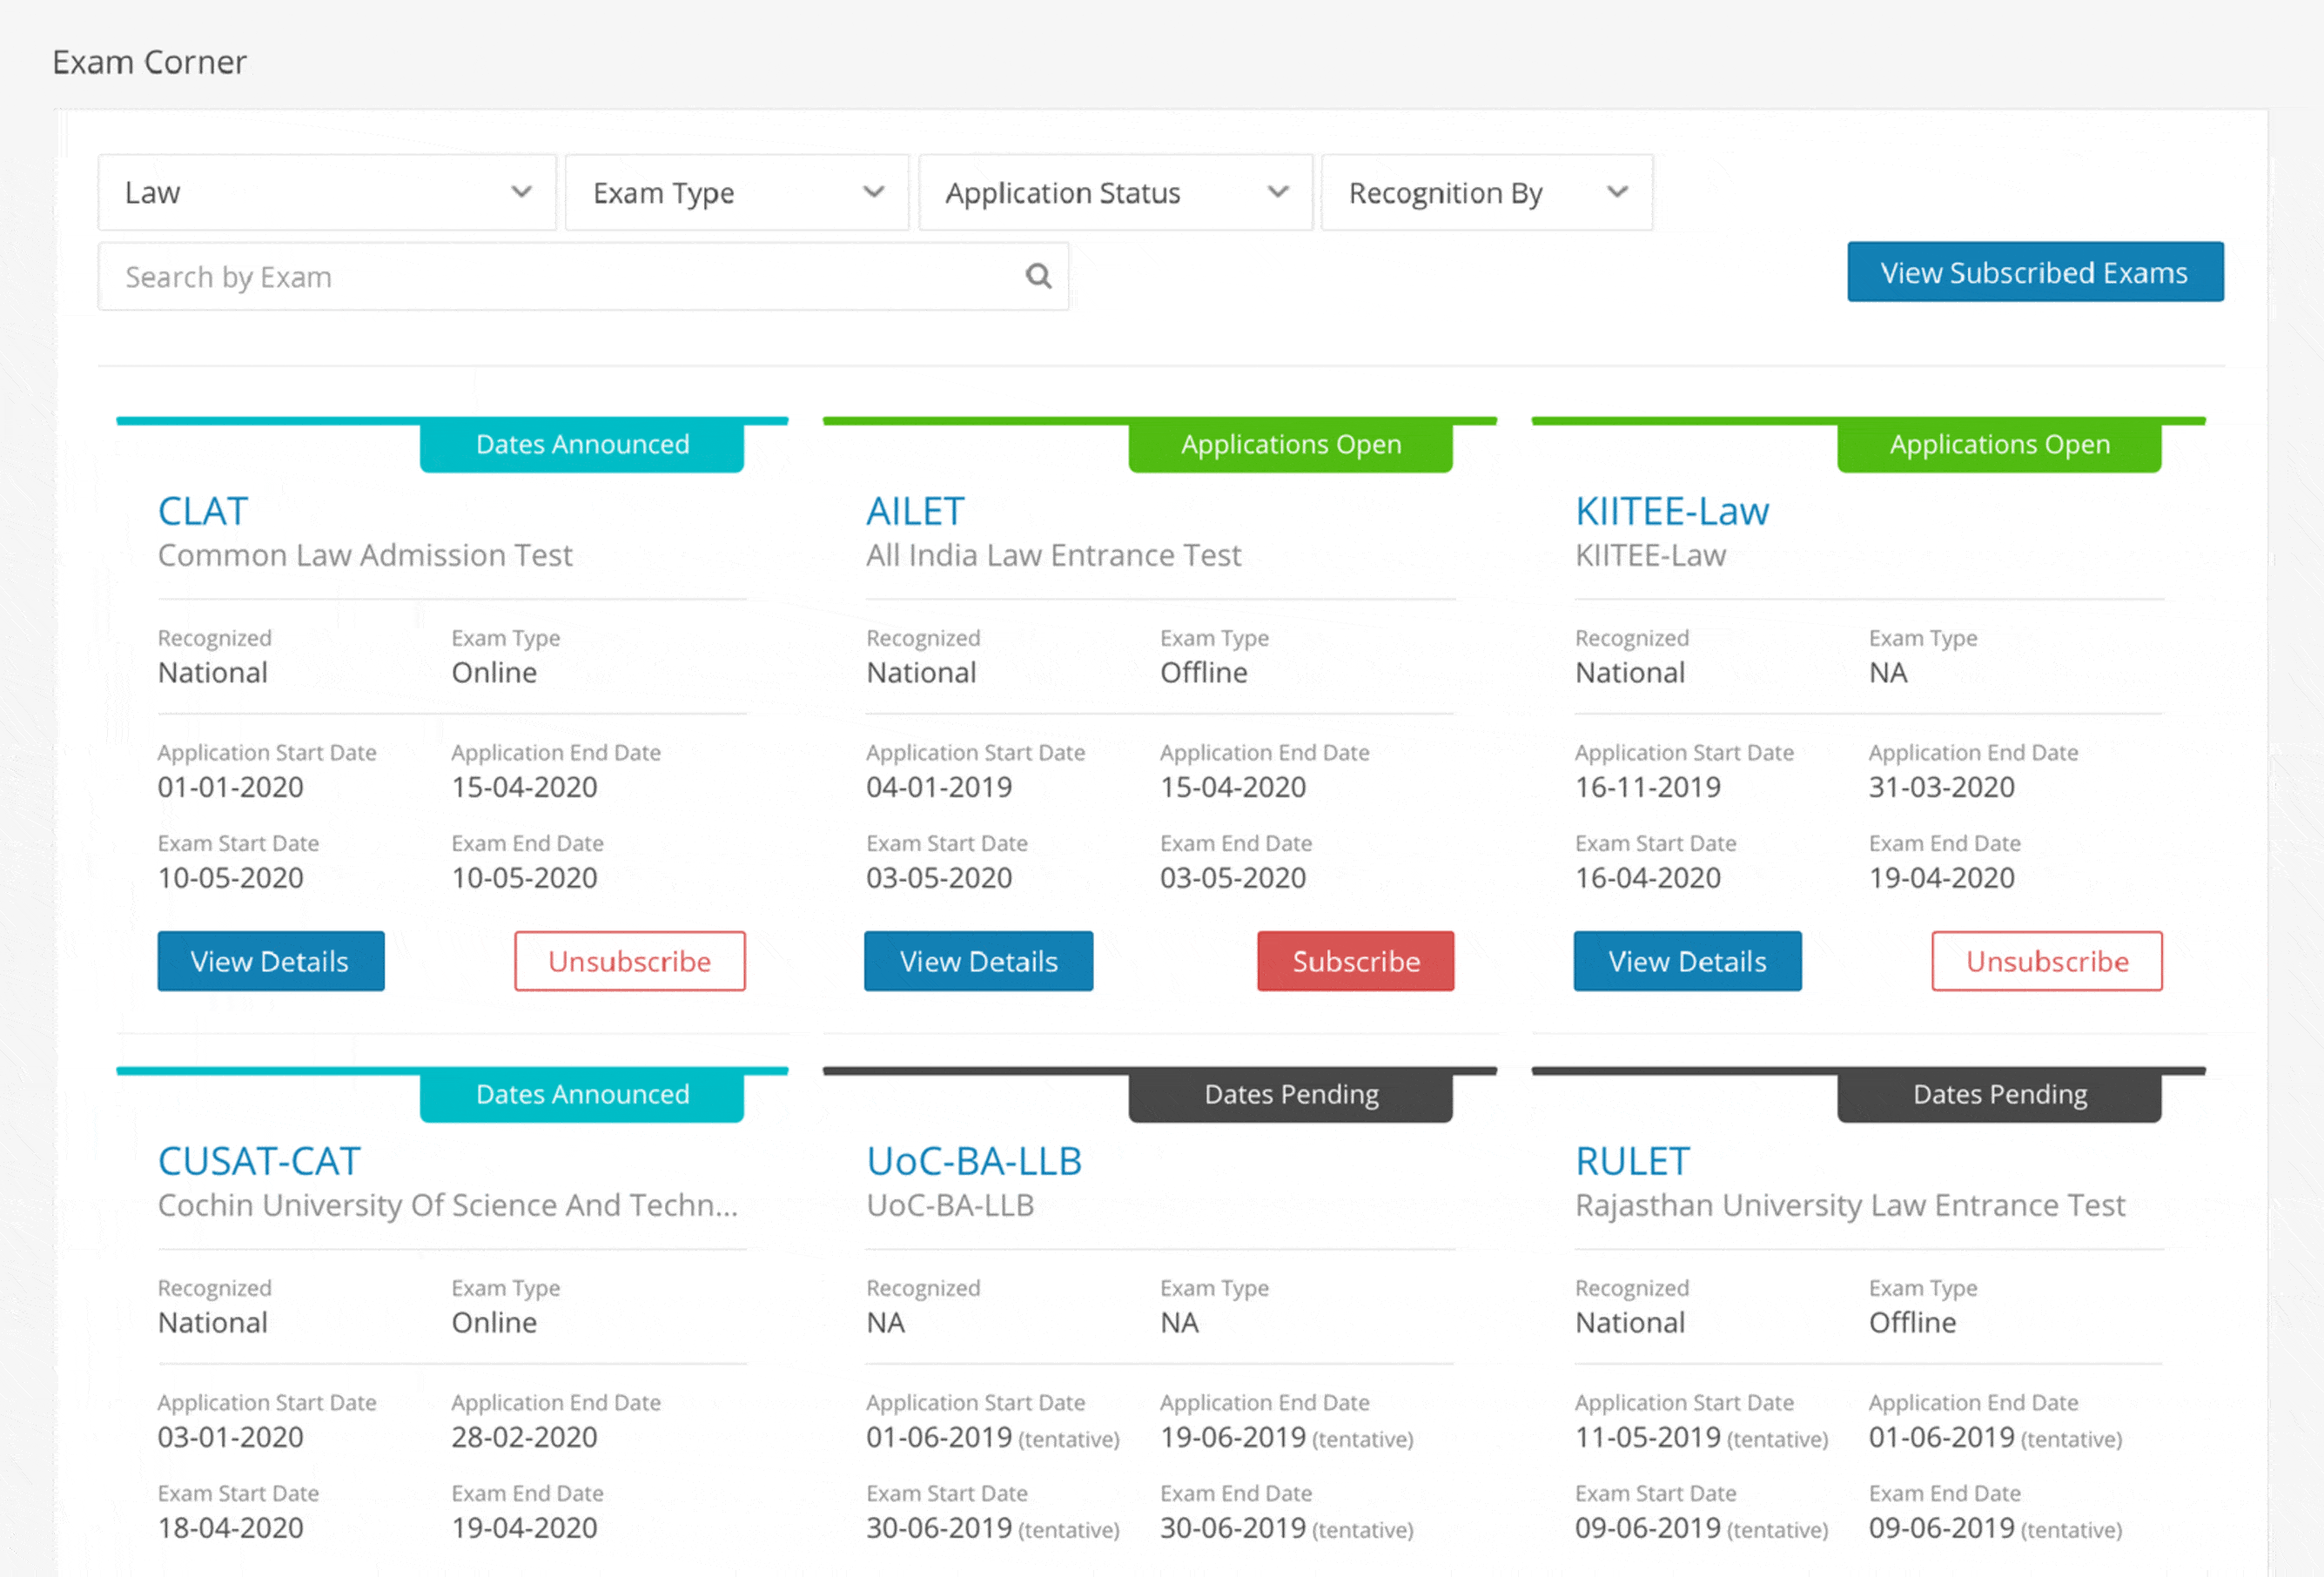 Exam Corner
Law
Exam Type
Application Status
Recognition By
Search by Exam
View Subscribed Exams
Dates Announced
CLAT
Common Law Admission Test
Recognized
National
Exam Type
Online
Application Start Date
01-01-2020
Application End Date
15-04-2020
Exam Start Date
10-05-2020
Exam End Date
10-05-2020
View Details
Unsubscribe
Applications Open
AILET
All India Law Entrance Test
Recognized
National
Exam Type
Offline
Application Start Date
04-01-2019
Application End Date
15-04-2020
Exam Start Date
03-05-2020
Exam End Date
03-05-2020
View Details
Subscribe
Applications Open
KIITEE-Law
KIITEE-Law
Recognized
National
Exam Type
NA
Application Start Date
16-11-2019
Application End Date
31-03-2020
Exam Start Date
16-04-2020
Exam End Date
19-04-2020
View Details
Unsubscribe
Dates Announced
CUSAT-CAT
Cochin University Of Science And Techn...
Recognized
National
Exam Type
Online
Application Start Date
03-01-2020
Application End Date
28-02-2020
Exam Start Date
18-04-2020
Exam End Date
19-04-2020
Dates Pending
UoC-BA-LLB
UoC-BA-LLB
Recognized
NA
Exam Type
NA
Application Start Date
01-06-2019 (tentative)
Application End Date
19-06-2019 (tentative)
Exam Start Date
30-06-2019 (tentative)
Exam End Date
30-06-2019 (tentative)
Dates Pending
RULET
Rajasthan University Law Entrance Test
Recognized
National
Exam Type
Offline
Application Start Date
11-05-2019 (tentative)
Application End Date
01-06-2019 (tentative)
Exam Start Date
09-06-2019 (tentative)
Exam End Date
09-06-2019 (tentative)